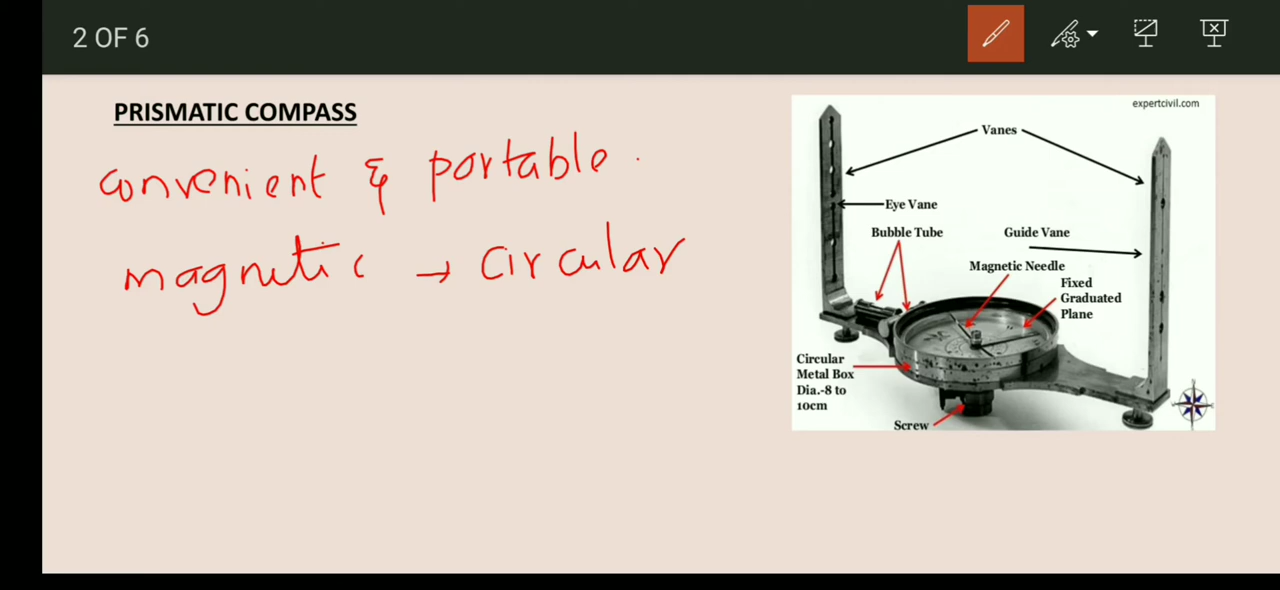 2 OF 6
PRISMATIC COMPASS
convenient & portable.
magnetic → circular
expertcivil.com
Vanes
Eye Vane
Bubble Tube
Guide Vane
Magnetic Needle
Fixed
Graduated
Plane
Circular
Metal Box
Dia.-8 to
10cm
Screw